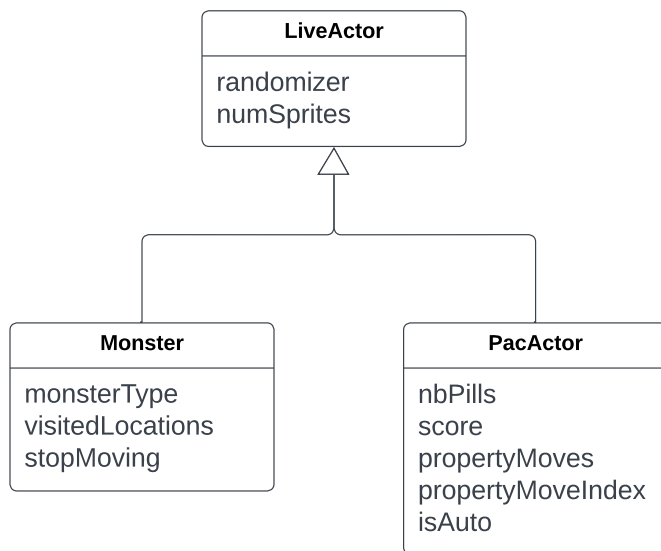 LiveActor
randomizer
numSprites
Monster
monsterType
visitedLocations
stopMoving
PacActor
nbPills
score
propertyMoves
propertyMoveIndex
isAuto